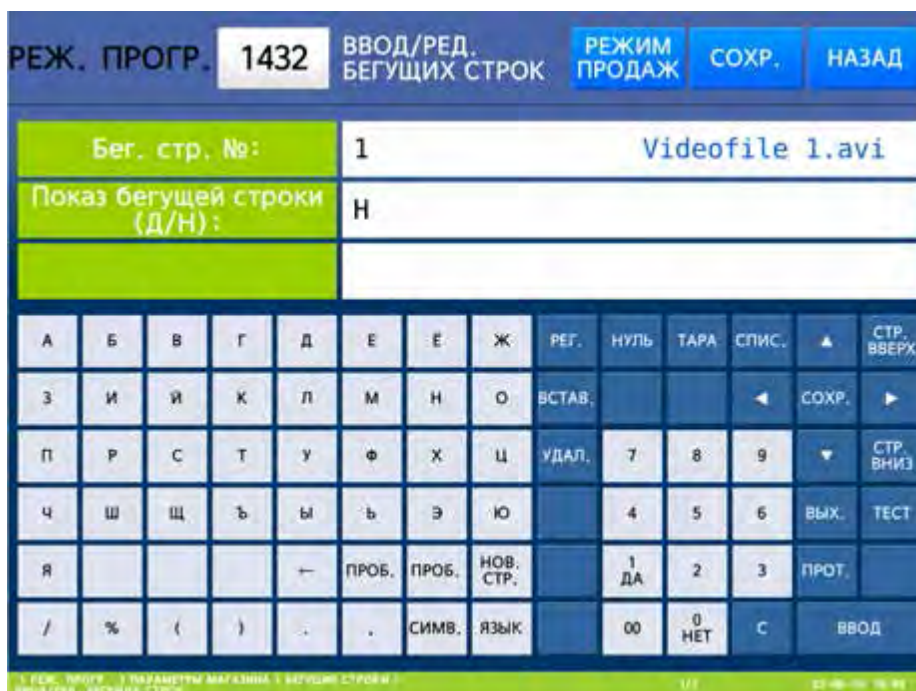 РЕЖ. ПРОГР. 1432 ВВОД/РЕД. БЕГУЩИХ СТРОК РЕЖИМ ПРОДАЖ СОХР. НАЗАД
Бег. стр. №: 1 Videofile 1.avi
Показ бегущей строки
(Д/Н): Н
А Б В Г Д Е Ё Ж РЕГ. НУЛЬ ТАРА СПИС. ▲ СТР. ВВЕРХ
З И Й К Л М Н О ВСТАВ. ◄ СОХР. ►
П Р С Т У Ф Х Ц УДАЛ. 7 8 9 ▼ СТР. ВНИЗ
Ч Ш Щ Ъ Ы Ь Э Ю 4 5 6 ВЫХ. ТЕСТ
Я ← ПРОБ. ПРОБ. НОВ. СТР. 1 ДА 2 3 ПРОТ.
/ % ( ) . . СИМВ. ЯЗЫК 00 0 НЕТ С ВВОД
1/1